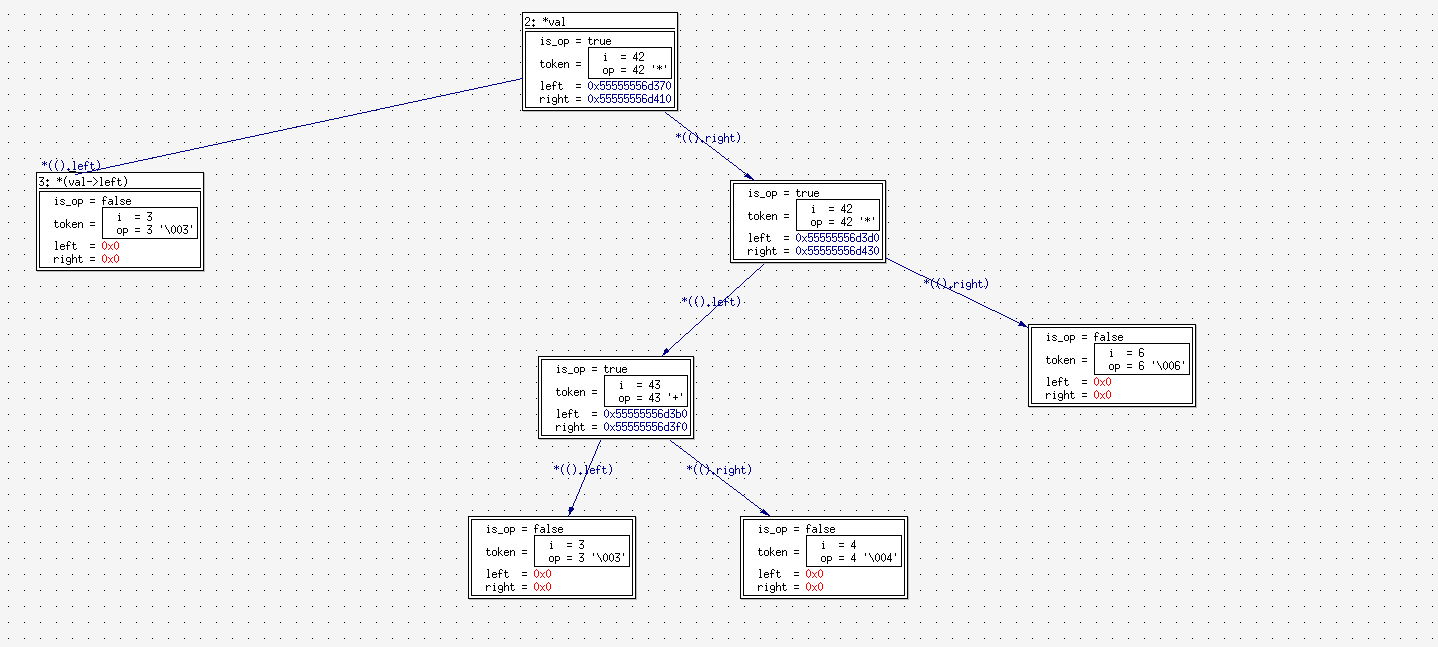 2: *val
is_op = true
token =
i  = 42
op = 42 '*'
left  = 0x55555556d370
right = 0x55555556d410
*(().left)
*(().right)
3: *(val->left)
is_op = false
token =
i  = 3
op = 3 '\003'
left  = 0x0
right = 0x0
is_op = true
token =
i  = 42
op = 42 '*'
left  = 0x55555556d3d0
right = 0x55555556d430
*(().left)
*(().right)
is_op = false
token =
i  = 6
op = 6 '\006'
left  = 0x0
right = 0x0
is_op = true
token =
i  = 43
op = 43 '+'
left  = 0x55555556d3b0
right = 0x55555556d3f0
*(().left)
*(().right)
is_op = false
token =
i  = 3
op = 3 '\003'
left  = 0x0
right = 0x0
is_op = false
token =
i  = 4
op = 4 '\004'
left  = 0x0
right = 0x0